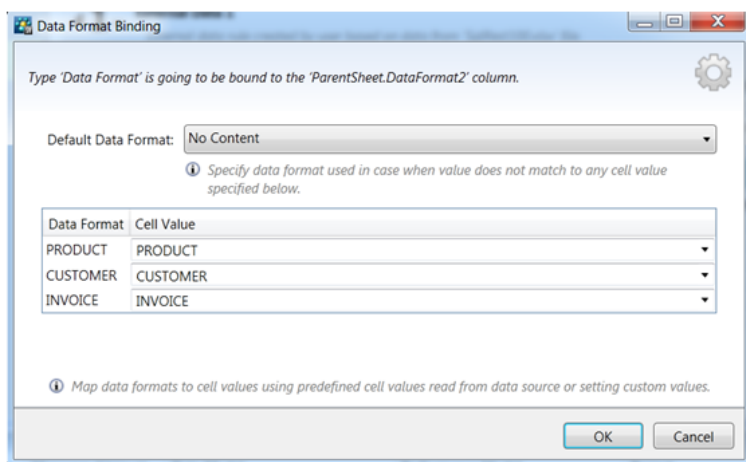 Data Format Binding
Type 'Data Format' is going to be bound to the 'ParentSheet.DataFormat2' column.
Default Data Format: No Content
Specify data format used in case when value does not match to any cell value
specified below.
Data Format Cell Value
PRODUCT PRODUCT
CUSTOMER CUSTOMER
INVOICE INVOICE
Map data formats to cell values using predefined cell values read from data source or setting custom values.
OK Cancel